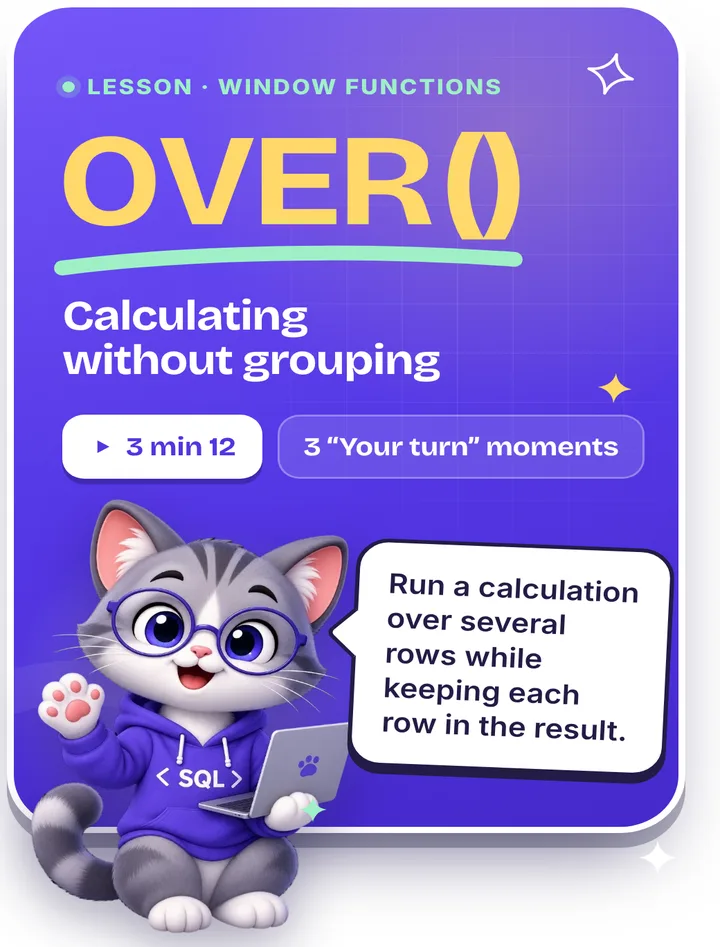 LESSON · WINDOW FUNCTIONS
OVER()
Calculating
without grouping
3 min 12
3 “Your turn” moments
Run a calculation
over several
rows while
keeping each
row in the result.
< SQL >